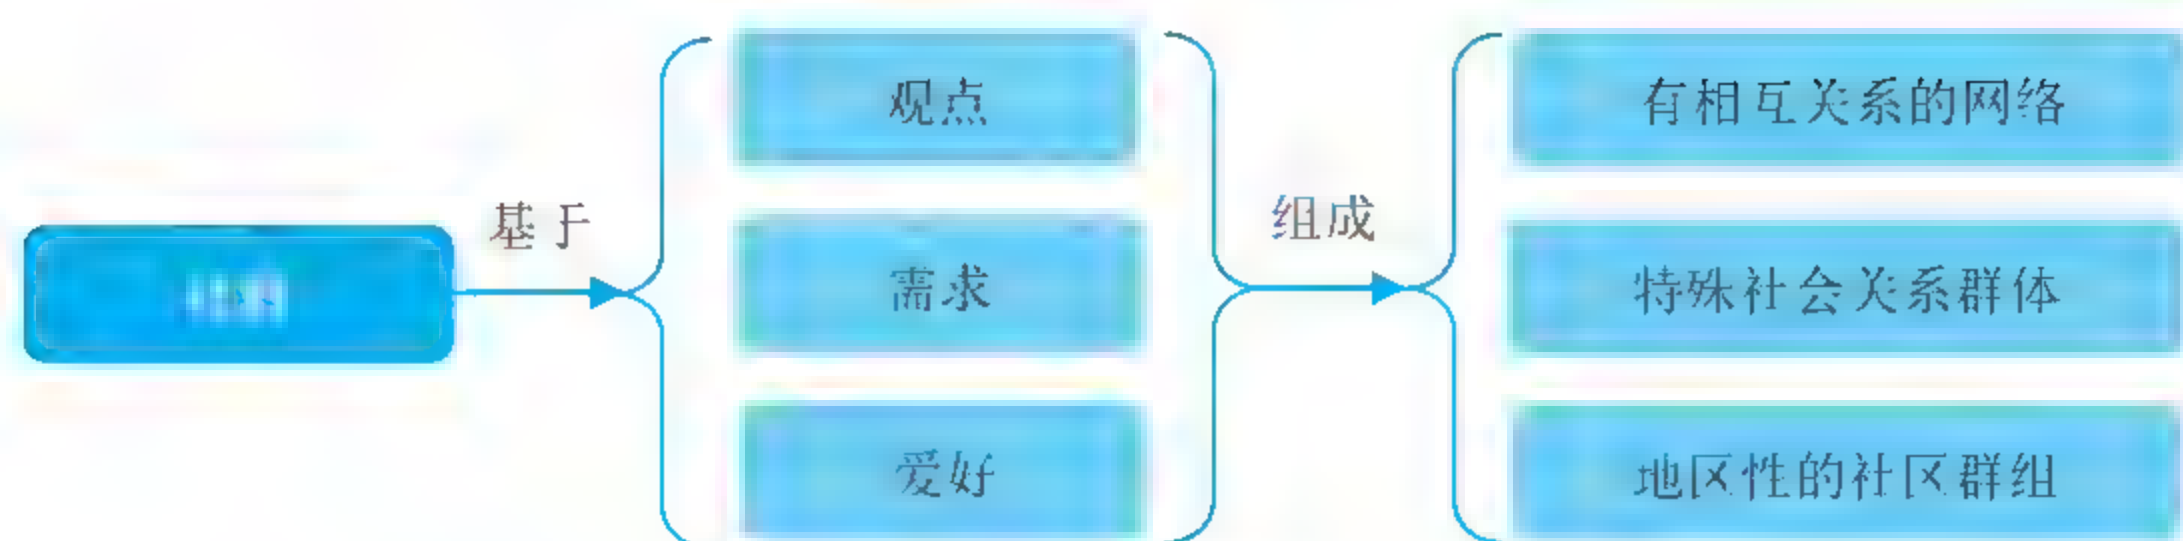 基于
观点
需求
爱好
组成
有相互关系的网络
特殊社会关系群体
地区性的社区群组